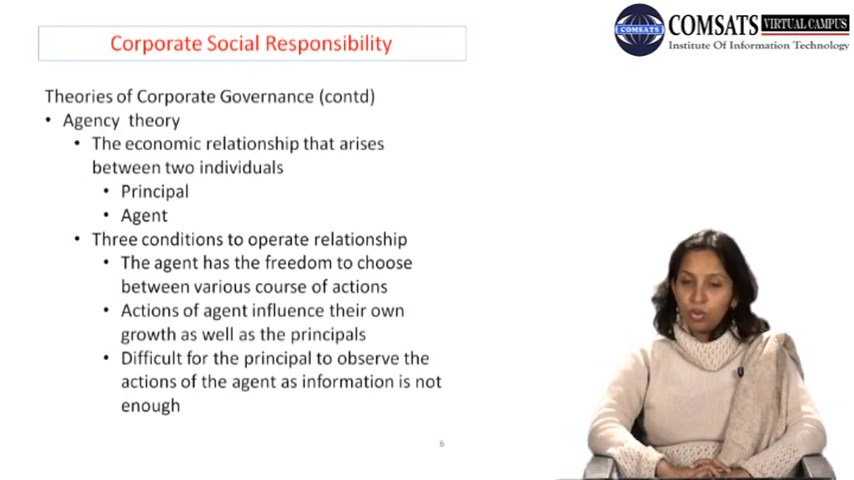 Corporate Social Responsibility
COMSATS
COMSATS VIRTUAL CAMPUS
Institute Of Information Technology
Theories of Corporate Governance (contd)
• Agency theory
• The economic relationship that arises
between two individuals
• Principal
• Agent
• Three conditions to operate relationship
• The agent has the freedom to choose
between various course of actions
• Actions of agent influence their own
growth as well as the principals
• Difficult for the principal to observe the
actions of the agent as information is not
enough
6